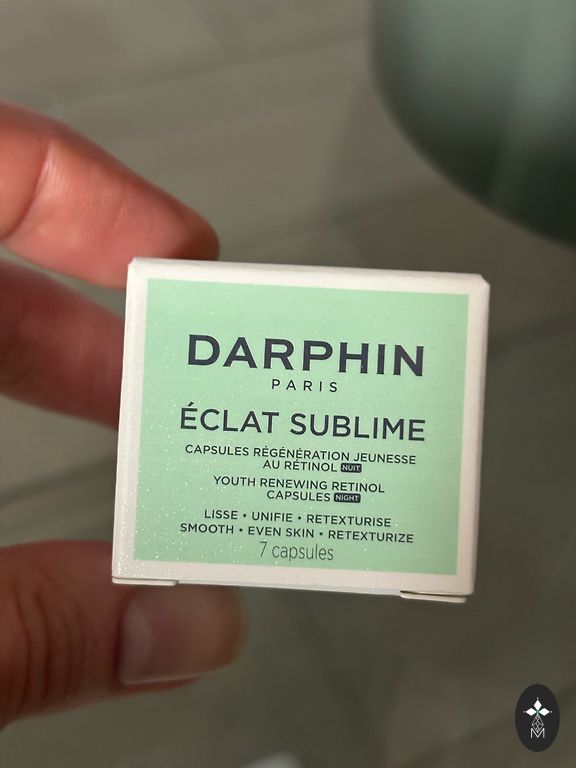 DARPHIN
PARIS
ÉCLAT SUBLIME
CAPSULES RÉGÉNÉRATION JEUNESSE
AU RÉTINOL NUIT
YOUTH RENEWING RETINOL
CAPSULES NIGHT
LISSE • UNIFIE • RETEXTURISE
SMOOTH • EVEN SKIN • RETEXTURIZE
7 capsules
M